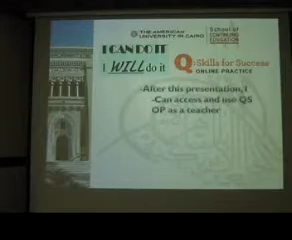 THE AMERICAN
UNIVERSITY IN CAIRO
School of
CONTINUING
EDUCATION
I CAN DO IT
I WILL do it
Q: Skills for Success
ONLINE PRACTICE
-After this presentation, I
-Can access and use Q5
OP as a teacher